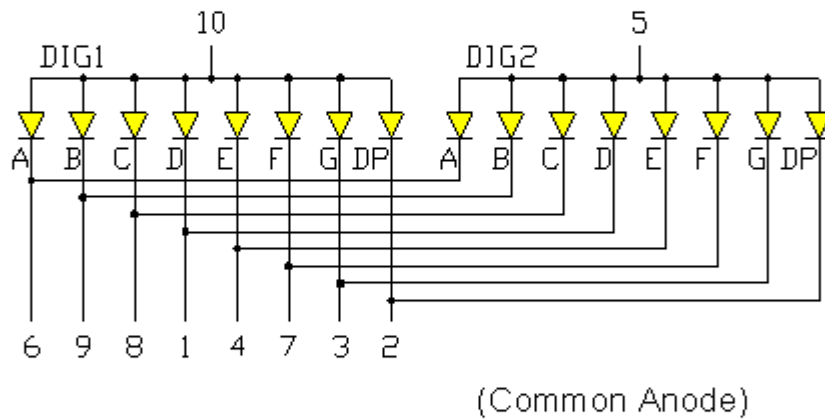 10 5
DIG1 DIG2
A B C D E F G DP A B C D E F G DP
6 9 8 1 4 7 3 2
(Common Anode)